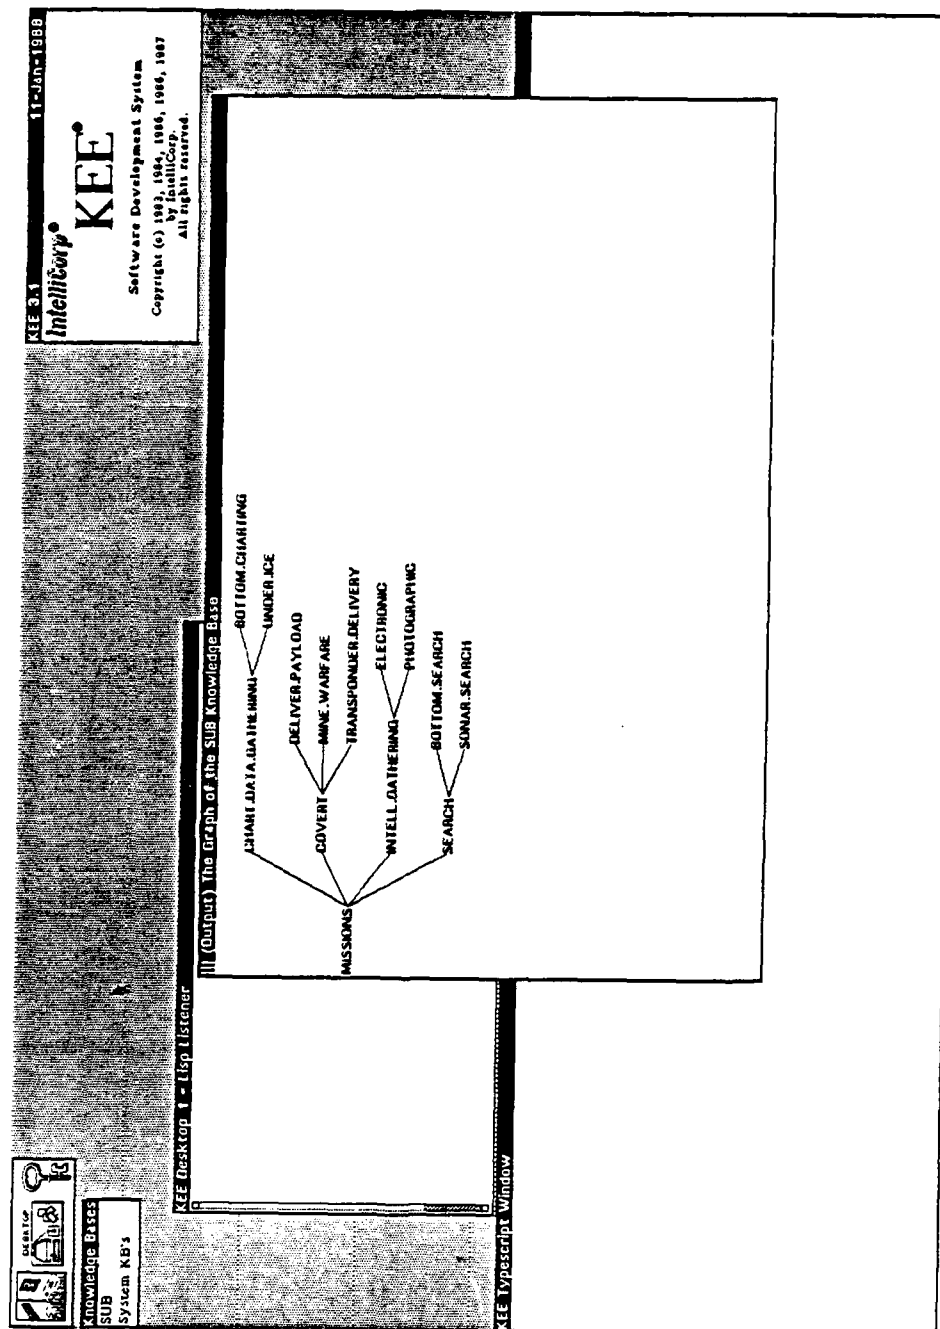 KEE 3.1 11-Jan-1988
IntelliCorp®
KEE®
Software Development System
Copyright (c) 1983, 1984, 1986, 1986, 1987
by IntelliCorp.
All rights reserved.
DESKTOP
Knowledge Bases
SUB
System KB's
KEE Desktop 1 - Lisp Listener
(Output) The Graph of the SUB Knowledge Base
BOTTOM.CHARTING
CHART.DATA.GATHERING
UNDER.ICE
DELIVER.PAYLOAD
COVERT
MINE.WARFARE
TRANSPONDER.DELIVERY
MISSIONS
ELECTRONIC
INTELL.GATHERING
PHOTOGRAPHIC
BOTTOM.SEARCH
SEARCH
SONAR.SEARCH
KEE Typescript Window